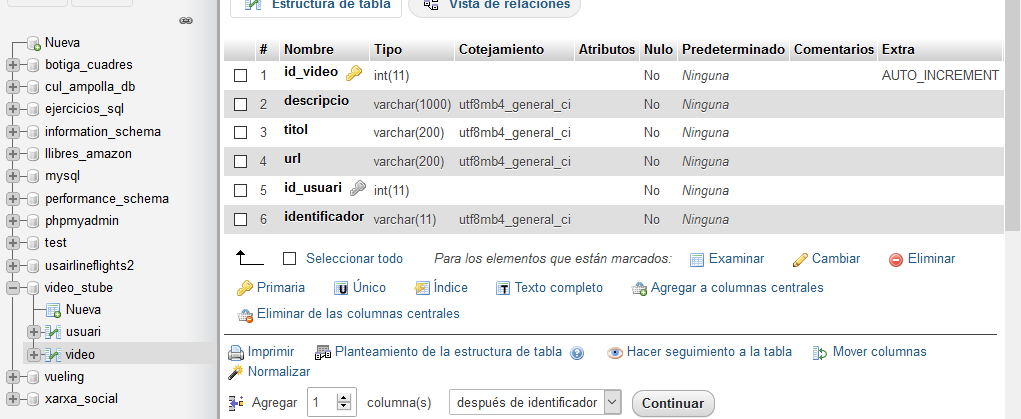 Estructura de tabla
Vista de relaciones
Nueva
botiga_cuadres
cul_ampolla_db
ejercicios_sql
information_schema
llibres_amazon
mysql
performance_schema
phpmyadmin
test
usairlineflights2
video_stube
Nueva
usuari
video
vueling
xarxa_social
# Nombre Tipo Cotejamiento Atributos Nulo Predeterminado Comentarios Extra
1 id_video int(11) No Ninguna AUTO_INCREMENT
2 descripcio varchar(1000) utf8mb4_general_ci No Ninguna
3 titol varchar(200) utf8mb4_general_ci No Ninguna
4 url varchar(200) utf8mb4_general_ci No Ninguna
5 id_usuari int(11) No Ninguna
6 identificador varchar(11) utf8mb4_general_ci No Ninguna
Seleccionar todo Para los elementos que están marcados: Examinar Cambiar Eliminar
Primaria Único Índice Texto completo Agregar a columnas centrales
Eliminar de las columnas centrales
Imprimir Planteamiento de la estructura de tabla Hacer seguimiento a la tabla Mover columnas
Normalizar
Agregar 1 columna(s) después de identificador Continuar